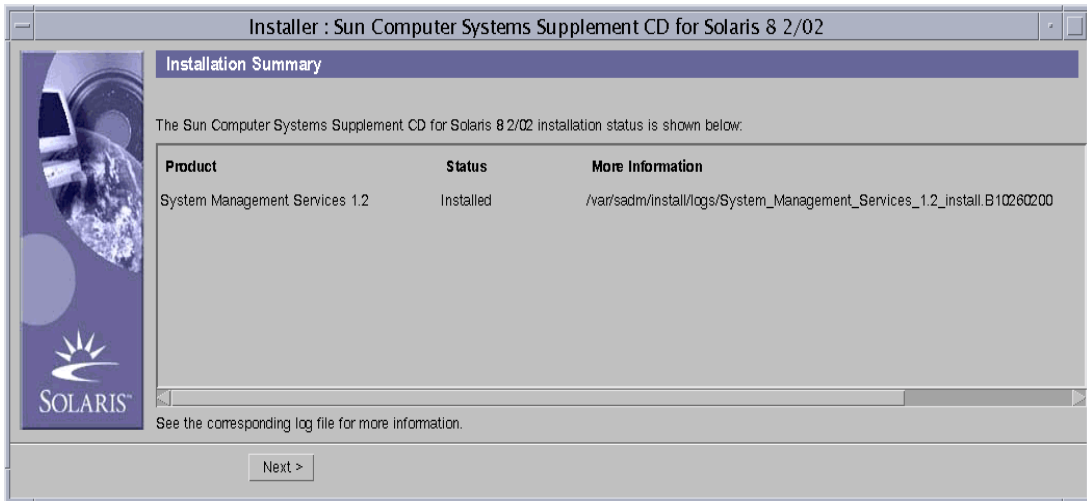 Installer : Sun Computer Systems Supplement CD for Solaris 8 2/02
Installation Summary
The Sun Computer Systems Supplement CD for Solaris 8 2/02 installation status is shown below:
Product Status More Information
System Management Services 1.2 Installed /var/sadm/install/logs/System_Management_Services_1.2_install.B10260200
SOLARIS™
See the corresponding log file for more information.
Next >